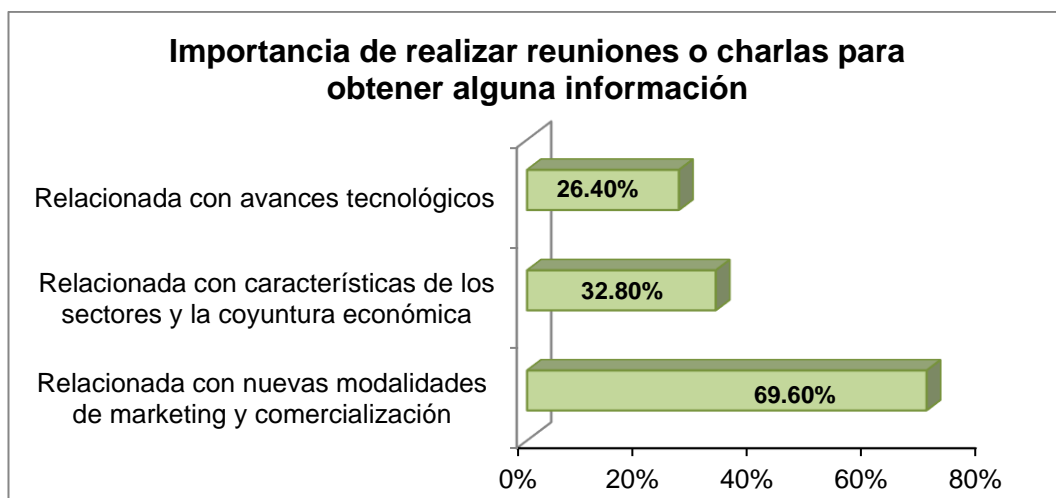 Importancia de realizar reuniones o charlas para
obtener alguna información
Relacionada con avances tecnológicos
26.40%
Relacionada con características de los
sectores y la coyuntura económica
32.80%
Relacionada con nuevas modalidades
de marketing y comercialización
69.60%
0% 20% 40% 60% 80%